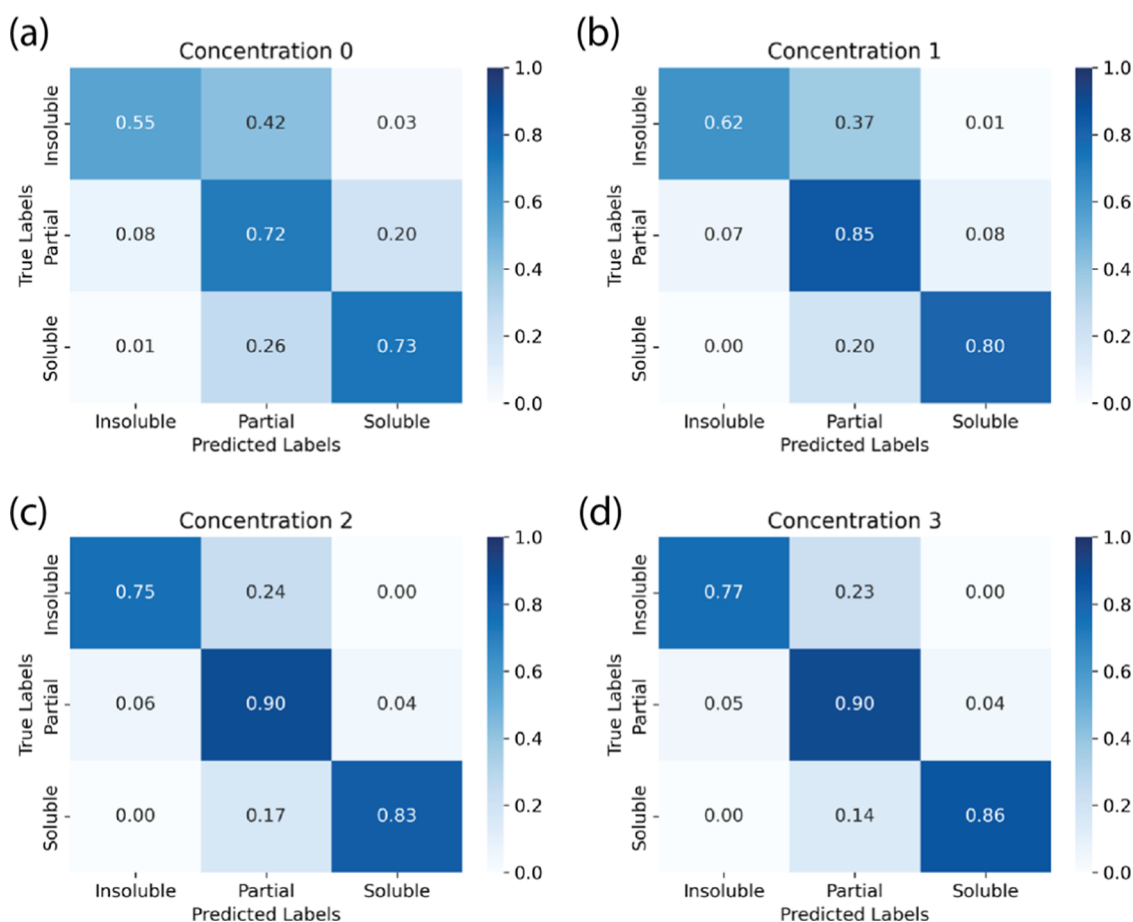 (a)
Concentration 0
True Labels
Insoluble
Partial
Soluble
0.55 0.42 0.03
0.08 0.72 0.20
0.01 0.26 0.73
Insoluble Partial Soluble
Predicted Labels
1.0
0.8
0.6
0.4
0.2
0.0
(b)
Concentration 1
True Labels
Insoluble
Partial
Soluble
0.62 0.37 0.01
0.07 0.85 0.08
0.00 0.20 0.80
Insoluble Partial Soluble
Predicted Labels
1.0
0.8
0.6
0.4
0.2
0.0
(c)
Concentration 2
True Labels
Insoluble
Partial
Soluble
0.75 0.24 0.00
0.06 0.90 0.04
0.00 0.17 0.83
Insoluble Partial Soluble
Predicted Labels
1.0
0.8
0.6
0.4
0.2
0.0
(d)
Concentration 3
True Labels
Insoluble
Partial
Soluble
0.77 0.23 0.00
0.05 0.90 0.04
0.00 0.14 0.86
Insoluble Partial Soluble
Predicted Labels
1.0
0.8
0.6
0.4
0.2
0.0